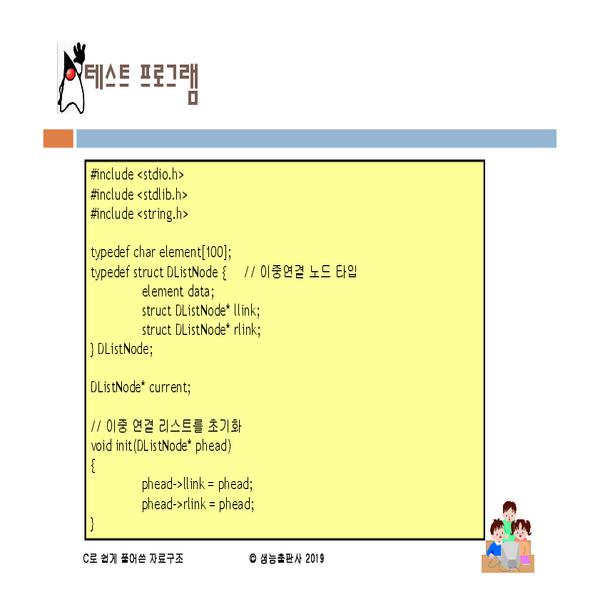 테스트 프로그램
#include <stdio.h>
#include <stdlib.h>
#include <string.h>
typedef char element[100];
typedef struct DListNode { // 이중연결 노드 타입
element data;
struct DListNode* llink;
struct DListNode* rlink;
} DListNode;
DListNode* current;
// 이중 연결 리스트를 초기화
void init(DListNode* phead)
{
phead->llink = phead;
phead->rlink = phead;
}
C로 쉽게 풀어쓴 자료구조 © 생능출판사 2019